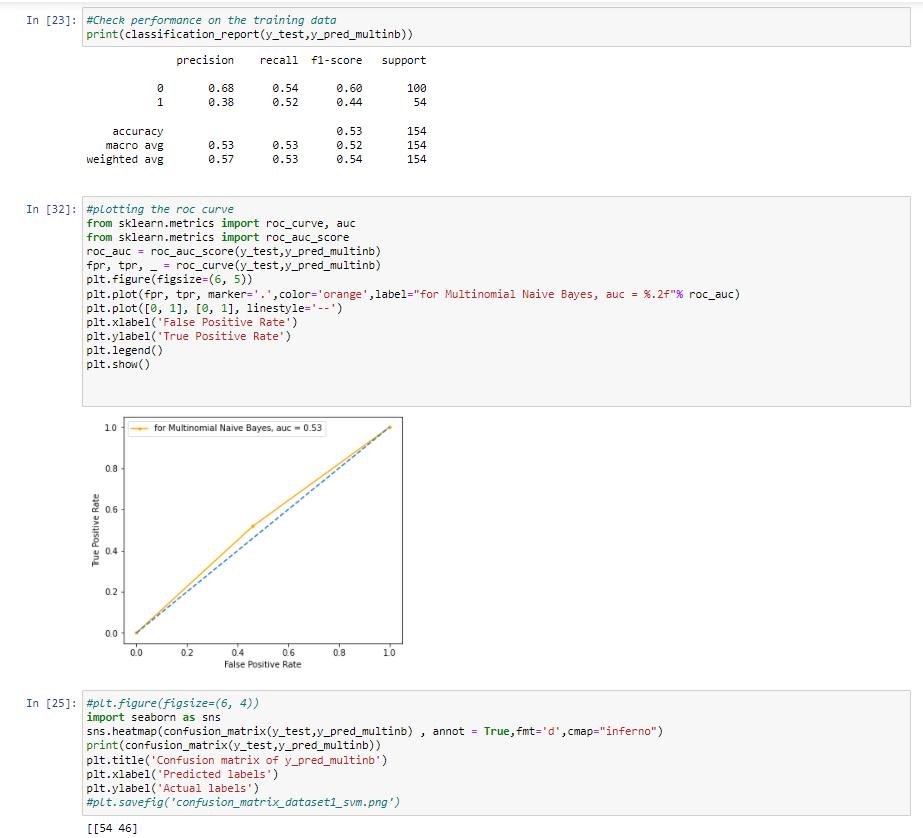 In [23]: #Check performance on the training data
print(classification_report(y_test,y_pred_multinb))
precision recall f1-score support
0 0.68 0.54 0.60 100
1 0.38 0.52 0.44 54
accuracy 0.53 154
macro avg 0.53 0.53 0.52 154
weighted avg 0.57 0.53 0.54 154
In [32]: #plotting the roc curve
from sklearn.metrics import roc_curve, auc
from sklearn.metrics import roc_auc_score
roc_auc = roc_auc_score(y_test,y_pred_multinb)
fpr, tpr, _ = roc_curve(y_test,y_pred_multinb)
plt.figure(figsize=(6, 5))
plt.plot(fpr, tpr, marker='.',color='orange',label="for Multinomial Naive Bayes, auc = %.2f"% roc_auc)
plt.plot([0, 1], [0, 1], linestyle='--')
plt.xlabel('False Positive Rate')
plt.ylabel('True Positive Rate')
plt.legend()
plt.show()
for Multinomial Naive Bayes, auc = 0.53
True Positive Rate
1.0
0.8
0.6
0.4
0.2
0.0
0.0 0.2 0.4 0.6 0.8 1.0
False Positive Rate
In [25]: #plt.figure(figsize=(6, 4))
import seaborn as sns
sns.heatmap(confusion_matrix(y_test,y_pred_multinb) , annot = True,fmt='d',cmap="inferno")
print(confusion_matrix(y_test,y_pred_multinb))
plt.title('Confusion matrix of y_pred_multinb')
plt.xlabel('Predicted labels')
plt.ylabel('Actual labels')
#plt.savefig('confusion_matrix_dataset1_svm.png')
[[54 46]